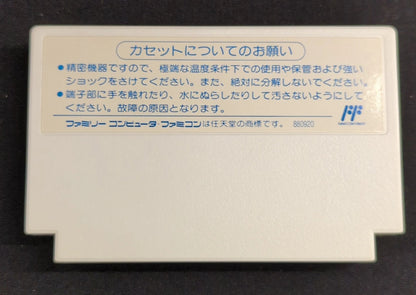 カセットについてのお願い
●精密機器ですので、極端な温度条件下での使用や保管および強い
ショックをさけてください。また、絶対に分解しないでください。
●端子部に手を触れたり、水にぬらしたりして汚さないようにして
ください。故障の原因となります。
ファミリー コンピュータ・ファミコンは任天堂の商標です。 860920